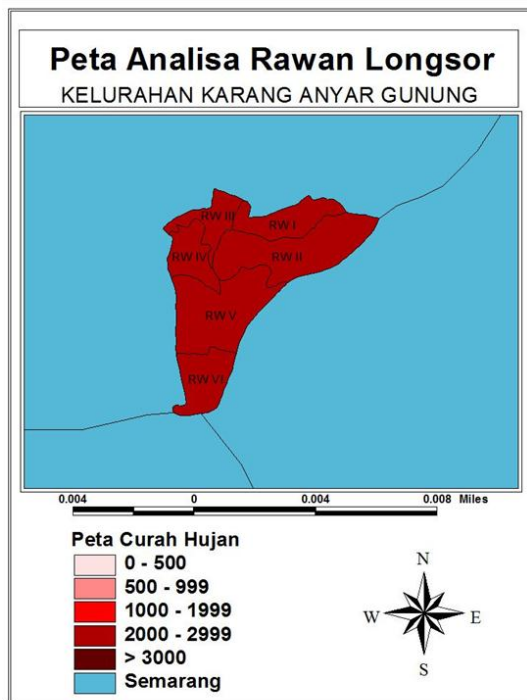 Peta Analisa Rawan Longsor
KELURAHAN KARANG ANYAR GUNUNG
RW III
RW I
RW IV
RW II
RW V
RW VI
0.004 0 0.004 0.008 Miles
Peta Curah Hujan
0 - 500
500 - 999
1000 - 1999
2000 - 2999
> 3000
Semarang
N
W E
S